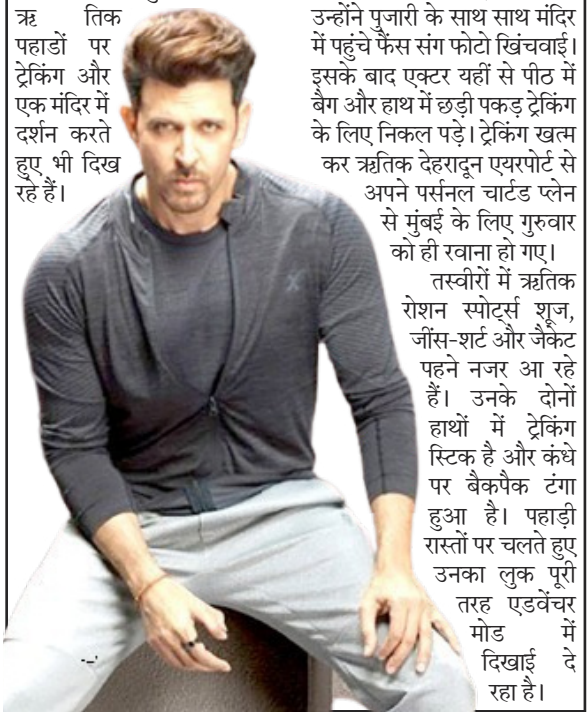 ऋ तिक
पहाडों पर
ट्रेकिंग और
एक मंदिर में
दर्शन करते
हुए भी दिख
रहे हैं।
उन्होंने पुजारी के साथ साथ मंदिर
में पहुंचे फैंस संग फोटो खिंचवाई।
इसके बाद एक्टर यहीं से पीठ में
बैग और हाथ में छड़ी पकड़ ट्रेकिंग
के लिए निकल पड़े। ट्रेकिंग खत्म
कर ऋतिक देहरादून एयरपोर्ट से
अपने पर्सनल चार्टड प्लेन
से मुंबई के लिए गुरुवार
को ही रवाना हो गए।
तस्वीरों में ऋतिक
रोशन स्पोर्ट्स शूज,
जींस-शर्ट और जैकेट
पहने नजर आ रहे
हैं। उनके दोनों
हाथों में ट्रेकिंग
स्टिक है और कंधे
पर बैकपैक टंगा
हुआ है। पहाड़ी
रास्तों पर चलते हुए
उनका लुक पूरी
तरह एडवेंचर
मोड में
दिखाई दे
रहा है।